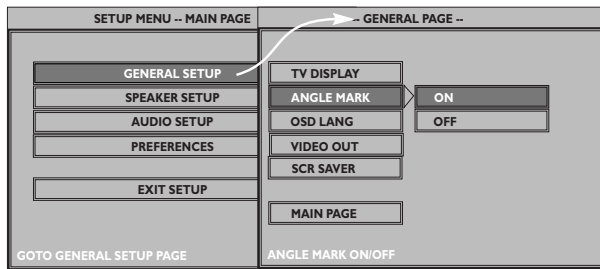 SETUP MENU -- MAIN PAGE
GENERAL SETUP
SPEAKER SETUP
AUDIO SETUP
PREFERENCES
EXIT SETUP
GOTO GENERAL SETUP PAGE
-- GENERAL PAGE --
TV DISPLAY
ANGLE MARK
ON
OSD LANG
OFF
VIDEO OUT
SCR SAVER
MAIN PAGE
ANGLE MARK ON/OFF